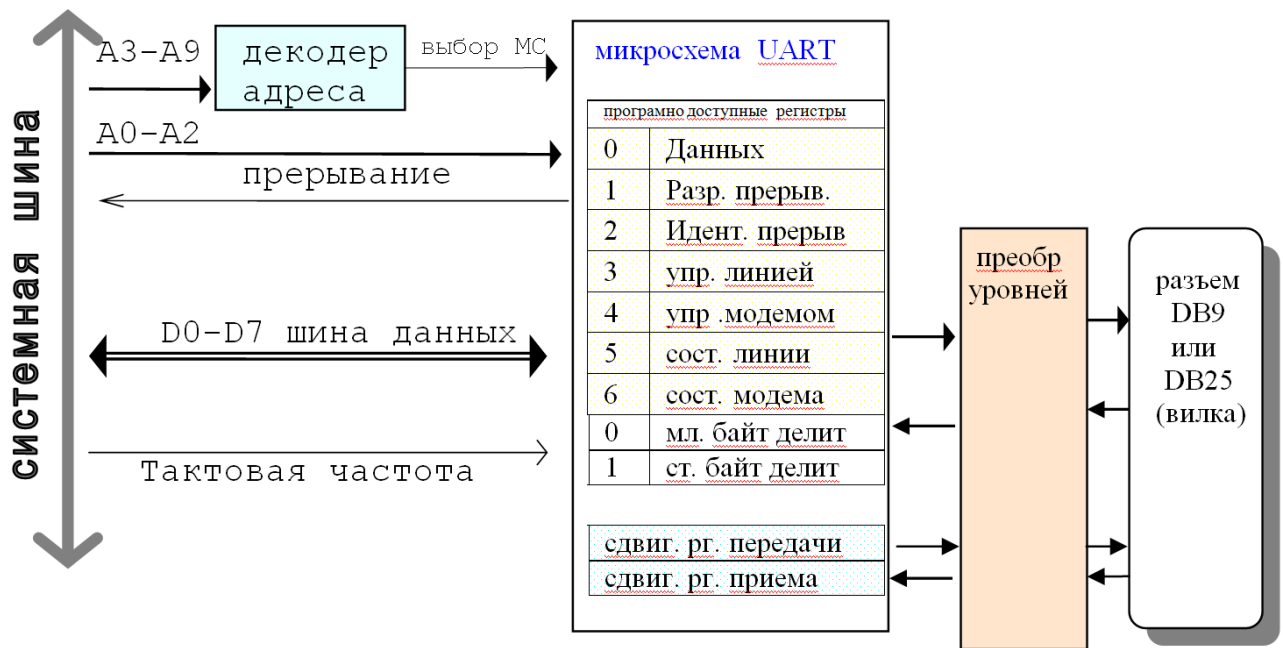 системная шина
A3-A9
декодер
адреса
выбор МС
A0-A2
прерывание
D0-D7 шина данных
Тактовая частота
микросхема UART
програмно доступные регистры
0 Данных
1 Разр. прерыв.
2 Идент. прерыв
3 упр. линией
4 упр .модемом
5 сост. линии
6 сост. модема
0 мл. байт делит
1 ст. байт делит
сдвиг. рг. передачи
сдвиг. рг. приема
преобр
уровней
разъем
DB9
или
DB25
(вилка)